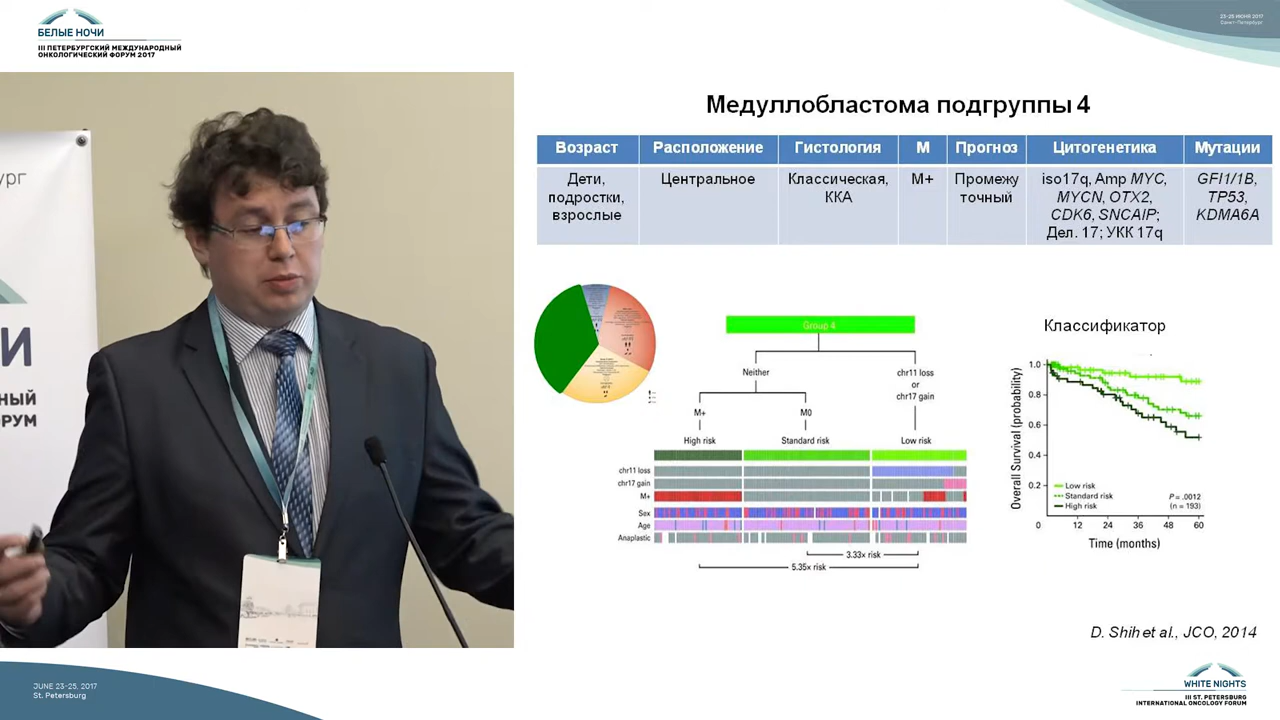 БЕЛЫЕ НОЧИ
III ПЕТЕРБУРГСКИЙ МЕЖДУНАРОДНЫЙ
ОНКОЛОГИЧЕСКИЙ ФОРУМ 2017
23-25 ИЮНЯ 2017
Санкт-Петербург
Медуллобластома подгруппы 4
Возраст Расположение Гистология М Прогноз Цитогенетика Мутации
Дети,
подростки,
взрослые
Центральное
Классическая,
ККА
М+
Промежу
точный
iso17q, Amp MYC,
MYCN, OTX2,
CDK6, SNCAIP;
Дел. 17; УКК 17q
GFI1/1B,
TP53,
KDMA6A
Group 4
Neither
chr11 loss
or
chr17 gain
M+
M0
High risk
Standard risk
Low risk
chr11 loss
chr17 gain
M+
Sex
Age
Anaplastic
3.33x risk
5.35x risk
Классификатор
Overall Survival (probability)
1.0
0.8
0.6
0.4
0.2
Low risk
Standard risk
High risk
P = .0012
(n = 193)
0 12 24 36 48 60
Time (months)
D. Shih et al., JCO, 2014
JUNE 23-25, 2017
St. Petersburg
WHITE NIGHTS
III ST. PETERSBURG
INTERNATIONAL ONCOLOGY FORUM